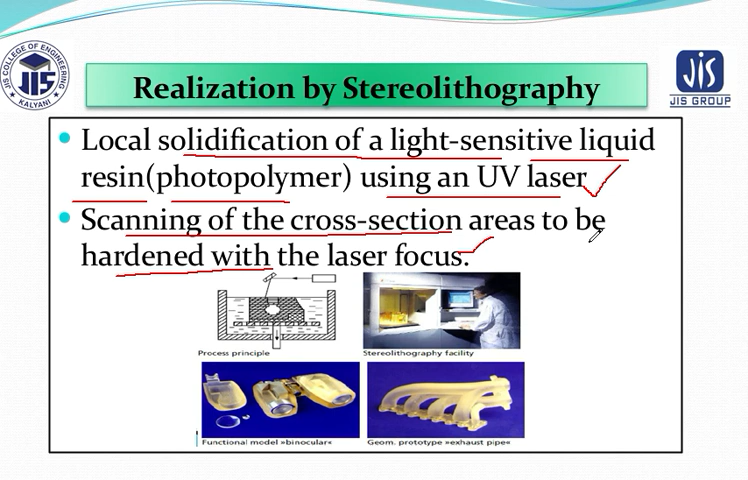 JIS COLLEGE OF ENGINEERING
JIS
KALYANI
Realization by Stereolithography
JIS
JIS GROUP
Local solidification of a light-sensitive liquid
resin(photopolymer) using an UV laser
Scanning of the cross-section areas to be
hardened with the laser focus.
Process principle
Stereolithography facility
Functional model »binocular«
Geom. prototype »exhaust pipe«